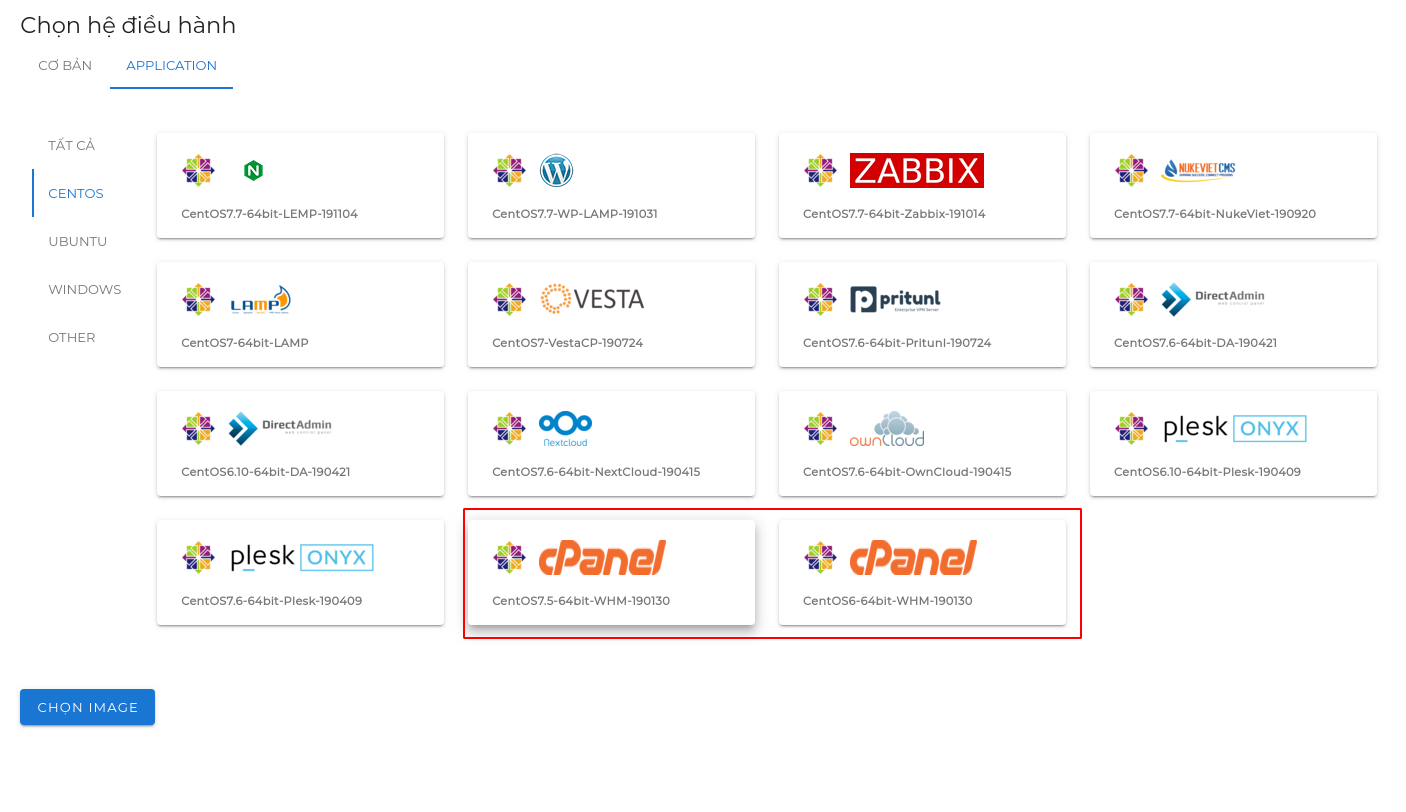 Chọn hệ điều hành
CƠ BẢN
APPLICATION
TẤT CẢ
CENTOS
UBUNTU
WINDOWS
OTHER
N
CentOS7.7-64bit-LEMP-191104
W
CentOS7.7-WP-LAMP-191031
ZABBIX
CentOS7.7-64bit-Zabbix-191014
NUKEVIET CMS
CentOS7.7-64bit-NukeViet-190920
LAMP
CentOS7-64bit-LAMP
VESTA
CentOS7-VestaCP-190724
pritunl
Enterprise VPN Server
CentOS7.6-64bit-Pritunl-190724
DirectAdmin
web control panel
CentOS7.6-64bit-DA-190421
DirectAdmin
web control panel
CentOS6.10-64bit-DA-190421
Nextcloud
CentOS7.6-64bit-NextCloud-190415
ownCloud
CentOS7.6-64bit-OwnCloud-190415
plesk ONYX
CentOS6.10-64bit-Plesk-190409
plesk ONYX
CentOS7.6-64bit-Plesk-190409
cPanel
CentOS7.5-64bit-WHM-190130
cPanel
CentOS6-64bit-WHM-190130
CHỌN IMAGE